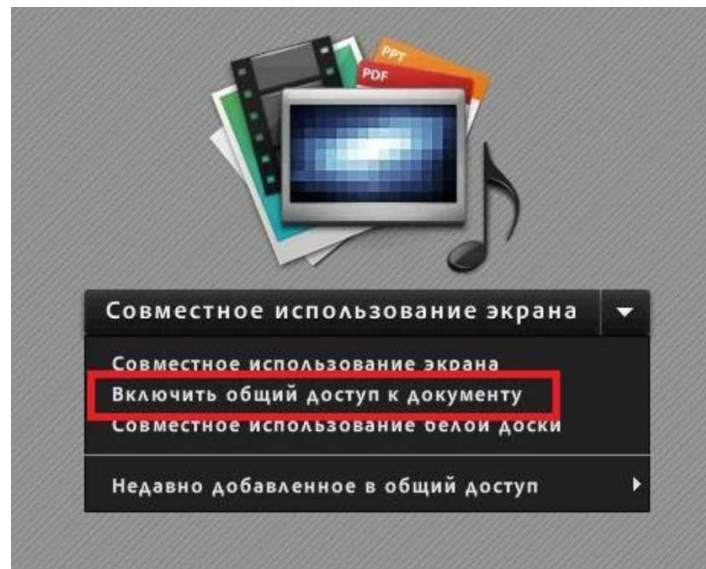 PPT
PDF
Совместное использование экрана
Совместное использование экрана
Включить общий доступ к документу
Совместное использование белой доски
Недавно добавленное в общий доступ